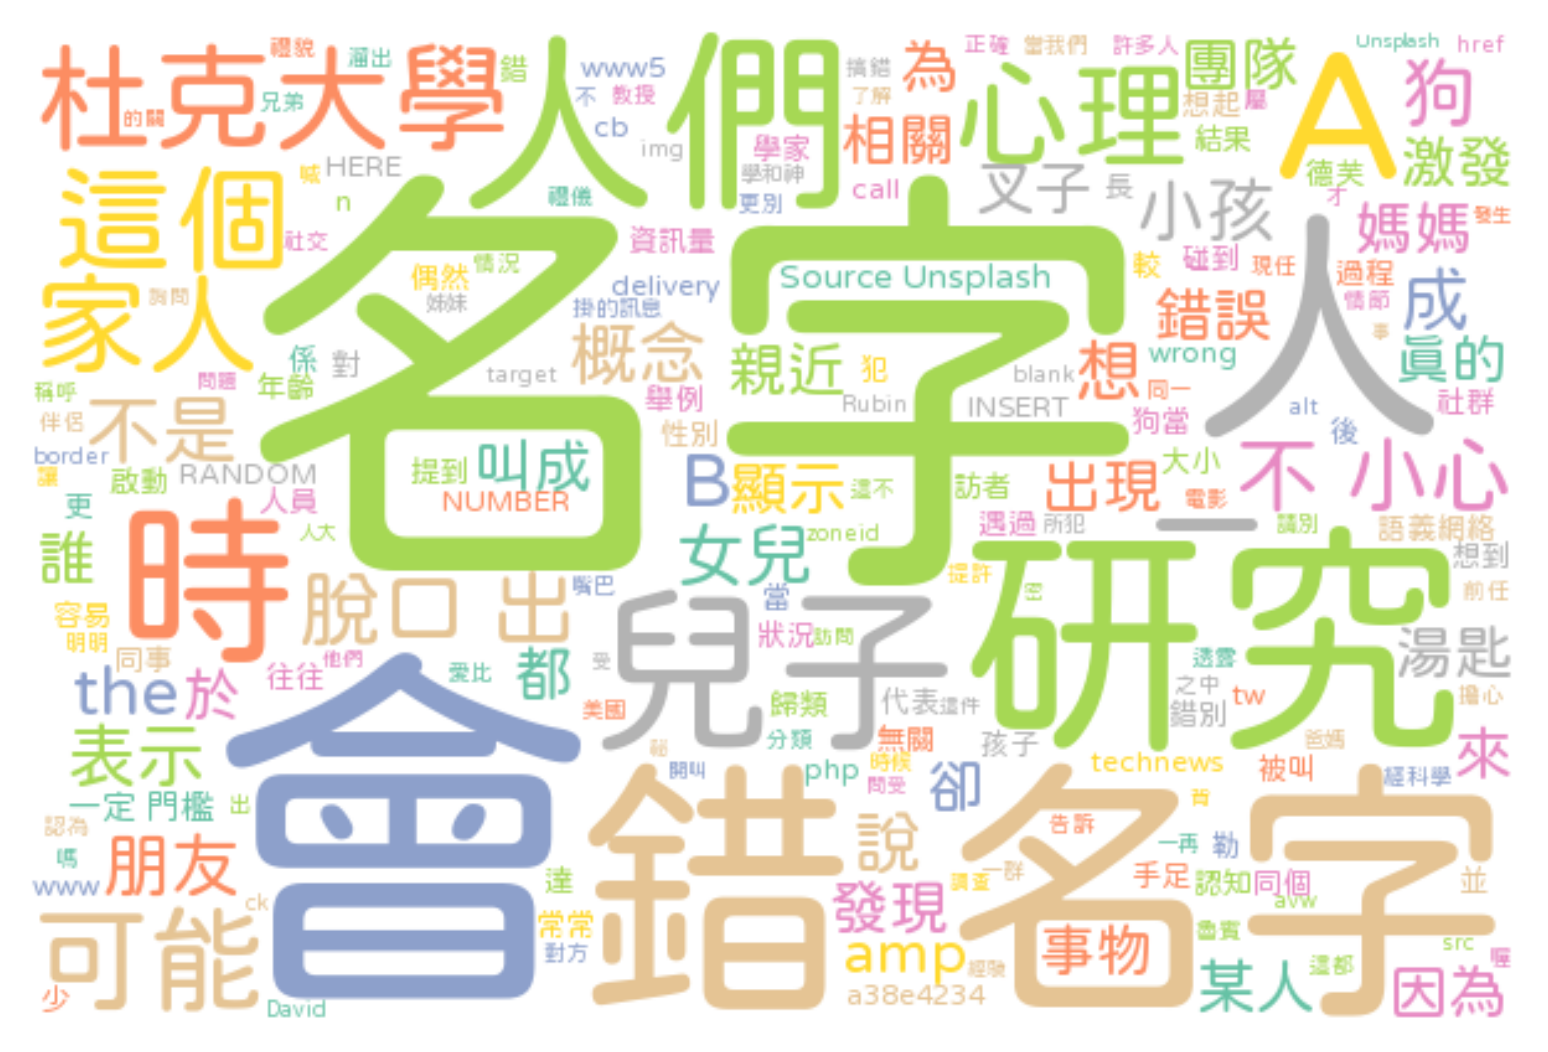 杜克大學
禮貌
溜出
錯
人們
www5
不
教授
搞錯
了解
為
正確
當我們
許多人
團隊
Unsplash
href
的關
兄弟
cb
img
學家
學和神
相關
心理
想起
屬
結果
A
狗
激發
這個
喊
HERE
n
社交
禮儀
更別
call
叉子
長
小孩
德芙
才
媽媽
發生
家人
詢問
名字
偶然
情況
姊妹
資訊量
delivery
掛的訊息
Source Unsplash
較
碰到
現任
過程
情節
成
事
人
錯誤
係
對
年齡
問題
target
概念
親近
犯
blank
想
wrong
同一
真的
稱呼
伴侶
不是
舉例
Rubin
INSERT
狗當
alt
後
社群
border
讓
啟動
RANDOM
人員
提到
叫成
NUMBER
性別
B
顯示
這不
訪者
出現
大小
電影
不
小心
更
誰
時
人大
女兒
zoneid
遇過
所犯
一
請別
語義網絡
想到
前任
容易
明明
同事
脫口
出
嘴巴
當
提許
研究
兒子
狀況
訪問
湯匙
the
於
往往
他們
愛比
都
受
美國
歸類
代表
這件
透露
之中
錯別
tw
擔心
表示
會
分類
無關
孩子
爸媽
來
開叫
php
時候
問受
卻
technews
被叫
經科學
一定
門檻
出
認為
嗎
朋友
錯
說
名字
告訴
一再
勒
www
ck
達
發現
調查
一群
手足
認知
同個
avw
並
可能
常常
對方
amp
經驗
事物
魯賓
src
喔
少
David
a38e4234
某人
這都
因為